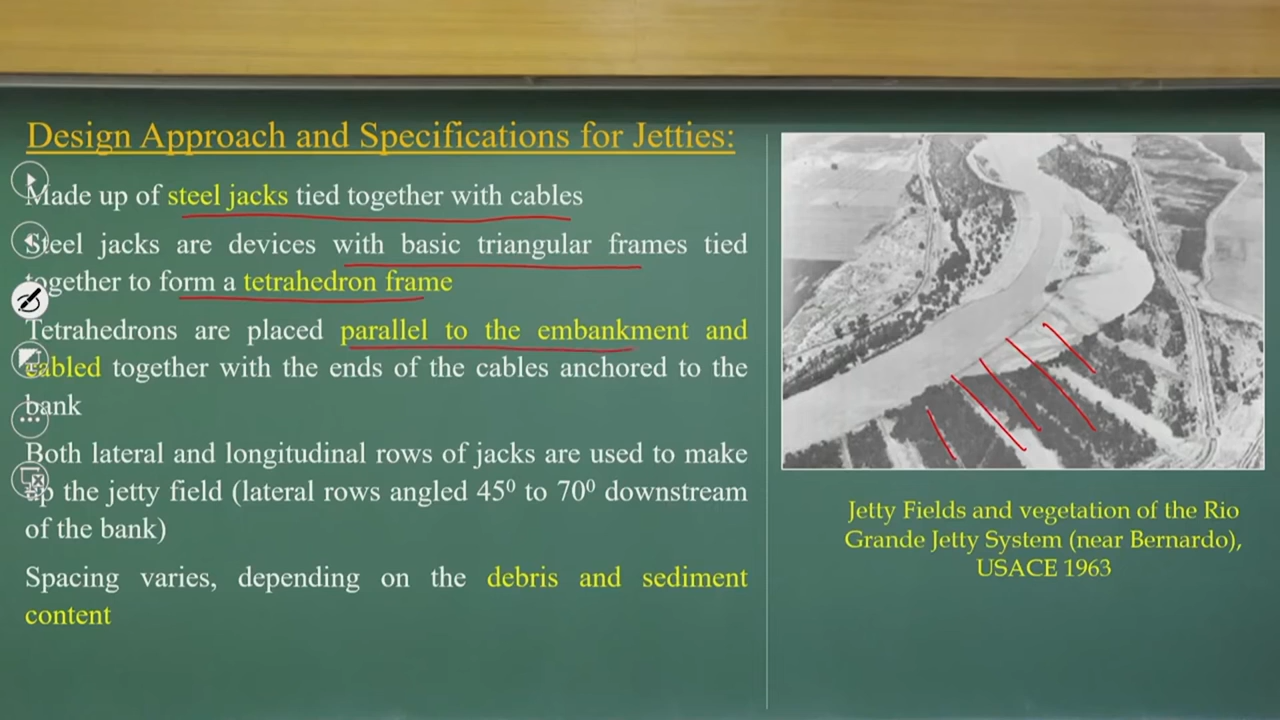 Design Approach and Specifications for Jetties:
Made up of steel jacks tied together with cables
Steel jacks are devices with basic triangular frames tied
together to form a tetrahedron frame
Tetrahedrons are placed parallel to the embankment and
cabled together with the ends of the cables anchored to the
bank
Both lateral and longitudinal rows of jacks are used to make
up the jetty field (lateral rows angled 45⁰ to 70⁰ downstream
of the bank)
Spacing varies, depending on the debris and sediment
content
Jetty Fields and vegetation of the Rio
Grande Jetty System (near Bernardo),
USACE 1963